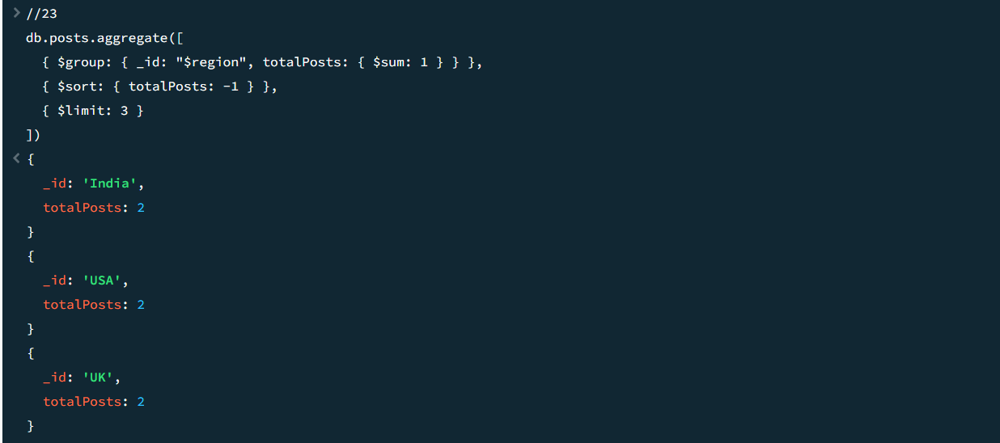 > //23
db.posts.aggregate([
  { $group: { _id: "$region", totalPosts: { $sum: 1 } } },
  { $sort: { totalPosts: -1 } },
  { $limit: 3 }
])
< {
  _id: 'India',
  totalPosts: 2
}
{
  _id: 'USA',
  totalPosts: 2
}
{
  _id: 'UK',
  totalPosts: 2
}